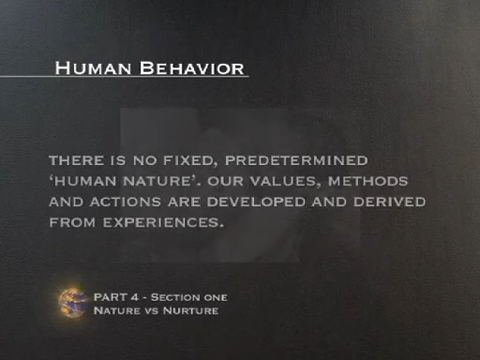 HUMAN BEHAVIOR
THERE IS NO FIXED, PREDETERMINED
‘HUMAN NATURE’. OUR VALUES, METHODS
AND ACTIONS ARE DEVELOPED AND DERIVED
FROM EXPERIENCES.
PART 4 - SECTION ONE
NATURE VS NURTURE